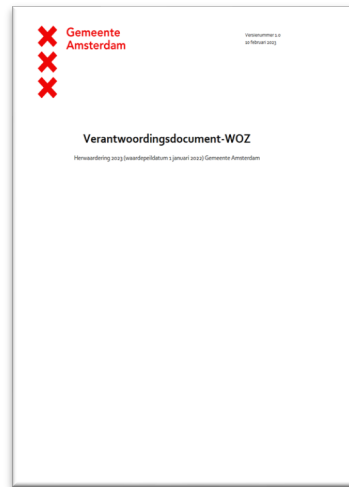 Gemeente
Amsterdam
Versienummer 1.0
10 februari 2023
Verantwoordingsdocument-WOZ
Herwaardering 2023 (waardepeildatum 1 januari 2022) Gemeente Amsterdam